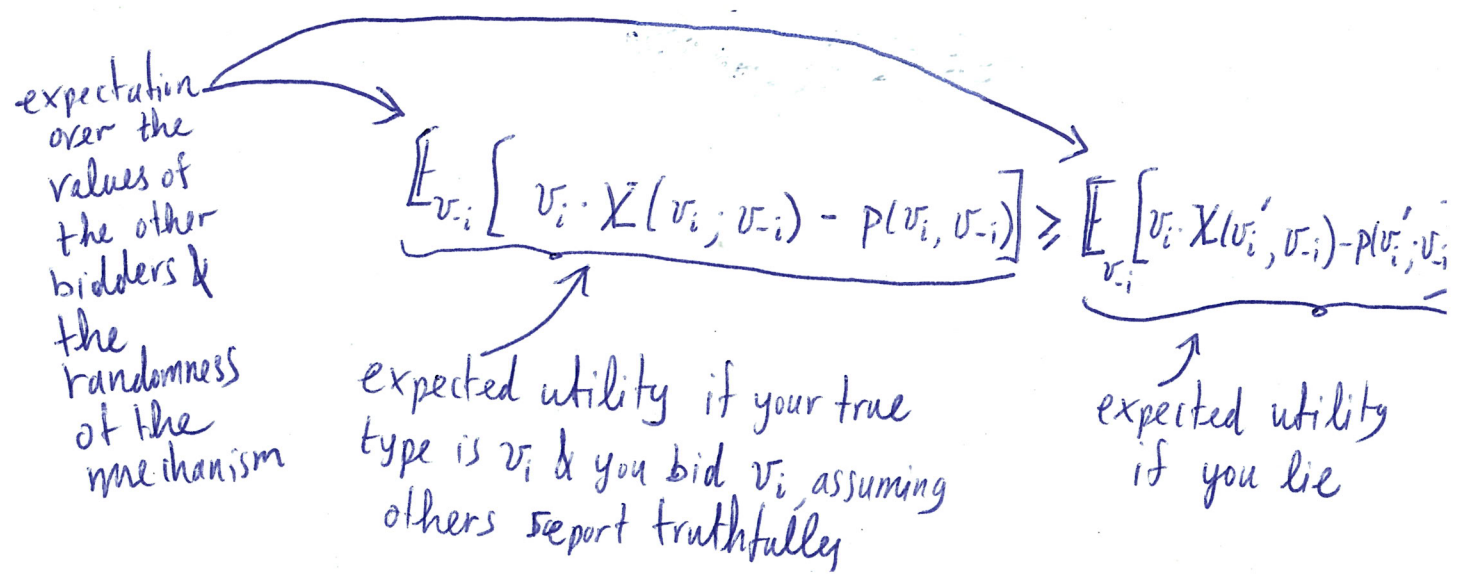 expectation
over the
values of
the other
bidders &
the
randomness
of the
mechanism
𝔼_{v_{-i}} [ v_i · X(v_i ; v_{-i}) - p(v_i, v_{-i}) ] ≥ 𝔼_{v_{-i}} [ v_i · X(v_i', v_{-i}) - p(v_i' ; v_{-i}
expected utility if your true
type is v_i & you bid v_i, assuming
others report truthfully
expected utility
if you lie